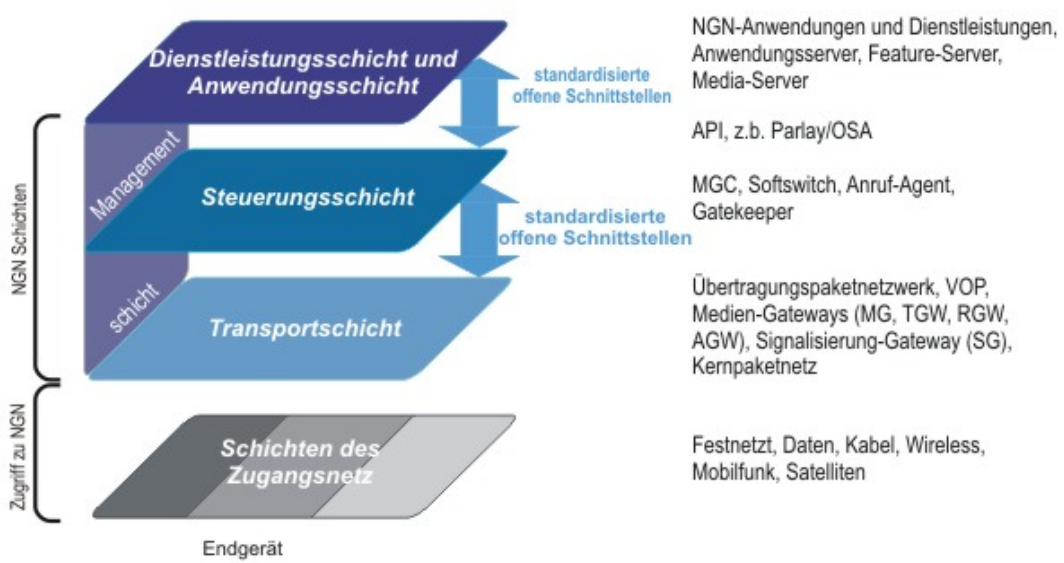 Dienstleistungsschicht und
Anwendungsschicht
standardisierte
offene Schnittstellen
NGN-Anwendungen und Dienstleistungen,
Anwendungsserver, Feature-Server,
Media-Server
API, z.b. Parlay/OSA
NGN Schichten
Management
schicht
Steuerungsschicht
standardisierte
offene Schnittstellen
MGC, Softswitch, Anruf-Agent,
Gatekeeper
Transportschicht
Übertragungspaketnetzwerk, VOP,
Medien-Gateways (MG, TGW, RGW,
AGW), Signalisierung-Gateway (SG),
Kernpaketnetz
Zugriff zu NGN
Schichten des
Zugangsnetz
Festnetzt, Daten, Kabel, Wireless,
Mobilfunk, Satelliten
Endgerät